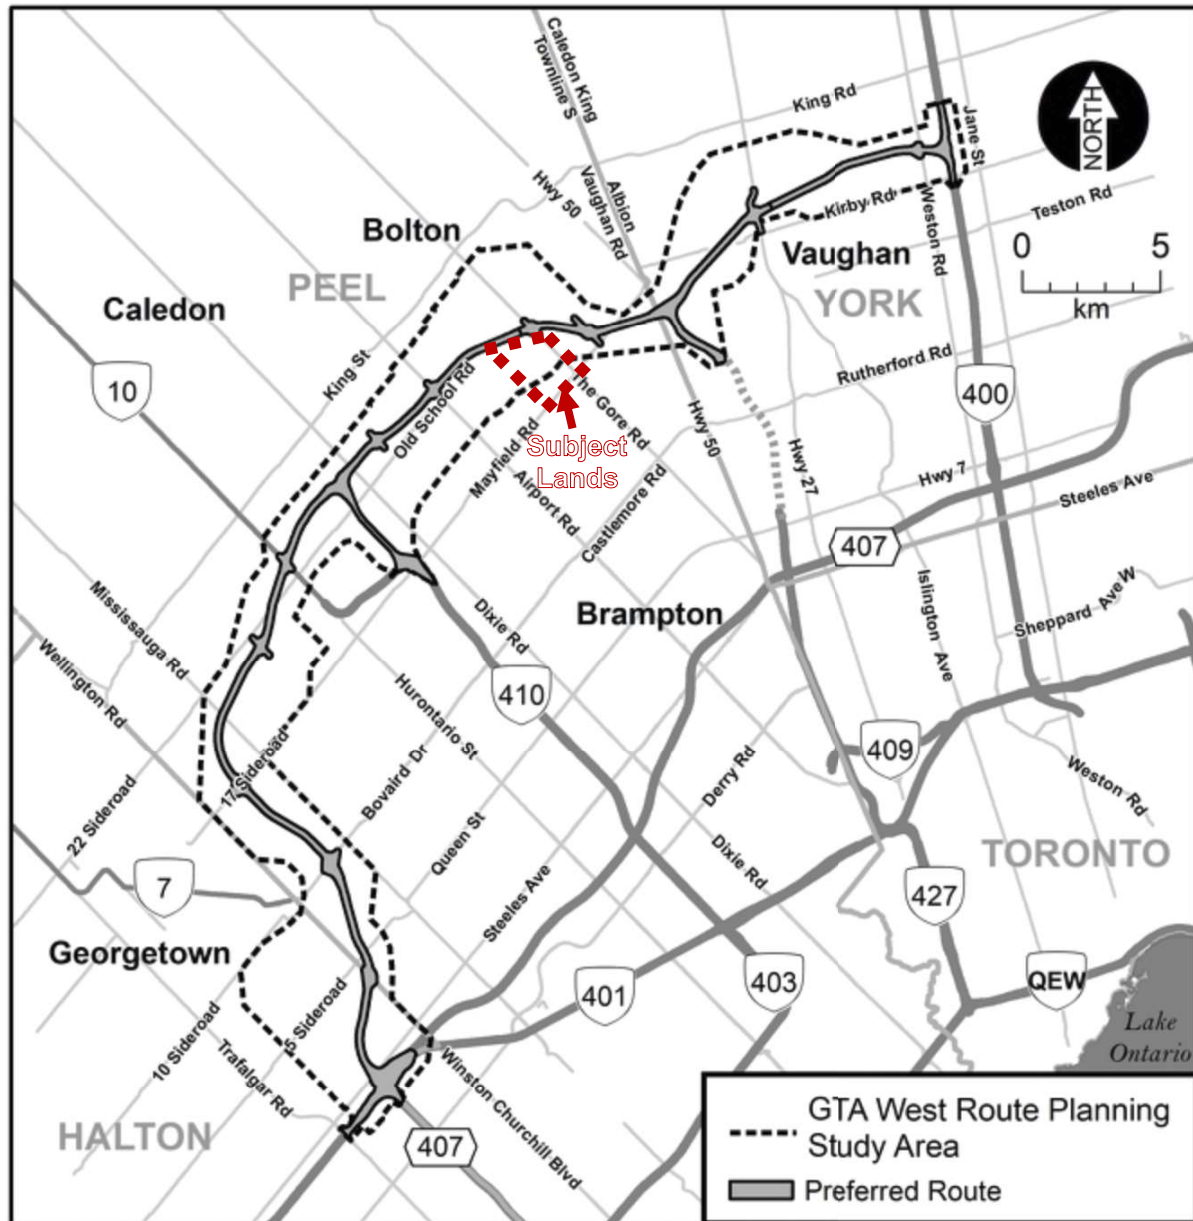 Caledon King
Townline S
King Rd
Jane St
NORTH
Hwy 50
Albion
Vaughan Rd
Kirby Rd
Weston Rd
Teston Rd
Bolton
PEEL
Vaughan
YORK
0 5
km
Caledon
10
King St
Old School Rd
The Gore Rd
Rutherford Rd
400
Mayfield Rd
Subject
Lands
Hwy 50
Hwy 27
Airport Rd
Castlemore Rd
Hwy 7
Steeles Ave
407
Mississauga Rd
Wellington Rd
Dixie Rd
Brampton
Islington Ave
Sheppard Ave W
410
Hurontario St
17 Sideroad
22 Sideroad
Bovaird Dr
Queen St
Derry Rd
409
Weston Rd
Dixie Rd
TORONTO
7
427
Steeles Ave
Georgetown
401
403
QEW
Lake
Ontario
10 Sideroad
5 Sideroad
Trafalgar Rd
Winston Churchill Blvd
HALTON
407
GTA West Route Planning
Study Area
Preferred Route